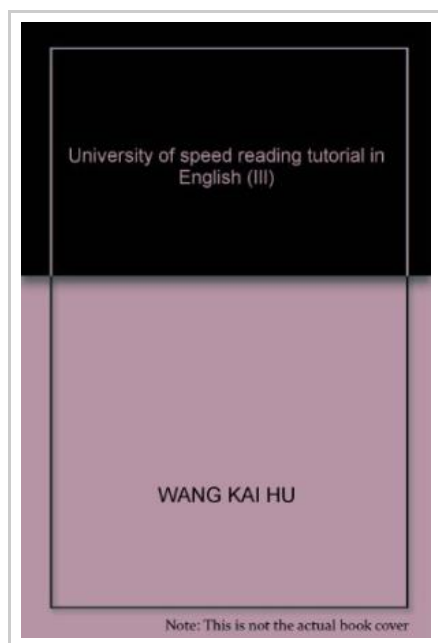 University of speed reading tutorial in
English (III)
WANG KAI HU
Note: This is not the actual book cover